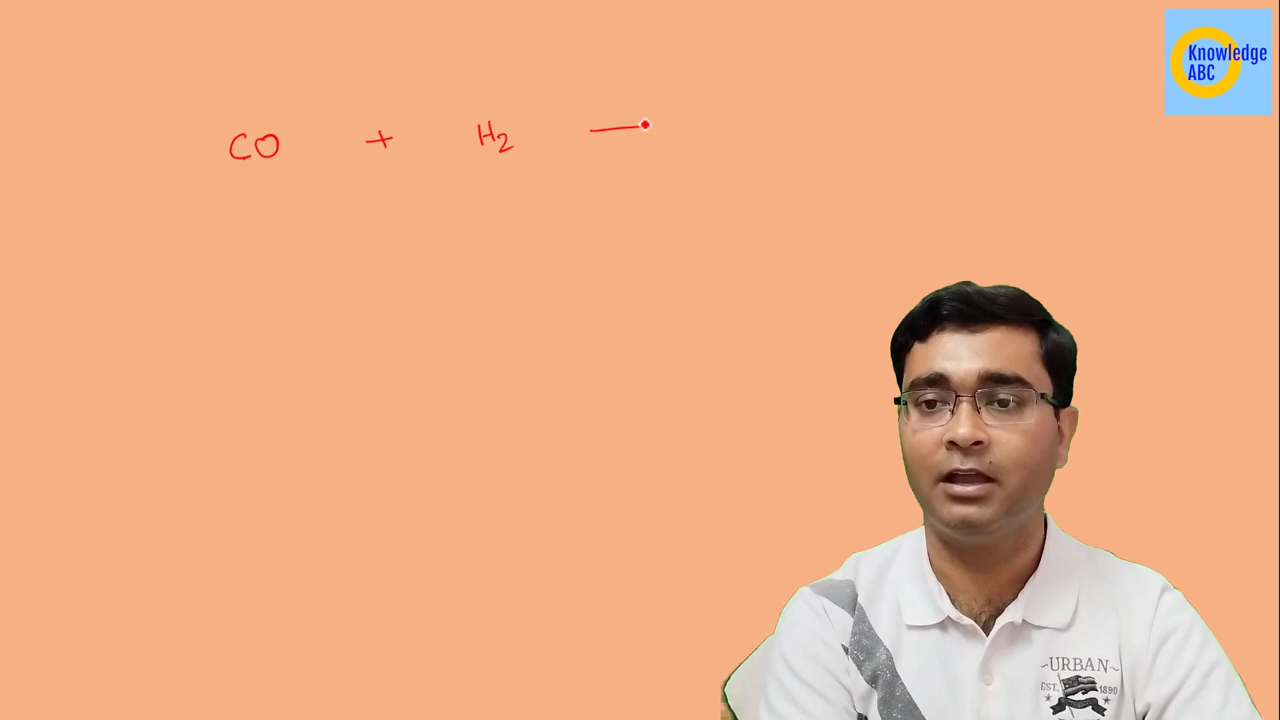 Knowledge
ABC
CO + H2 —
~URBAN~
EST. 1890